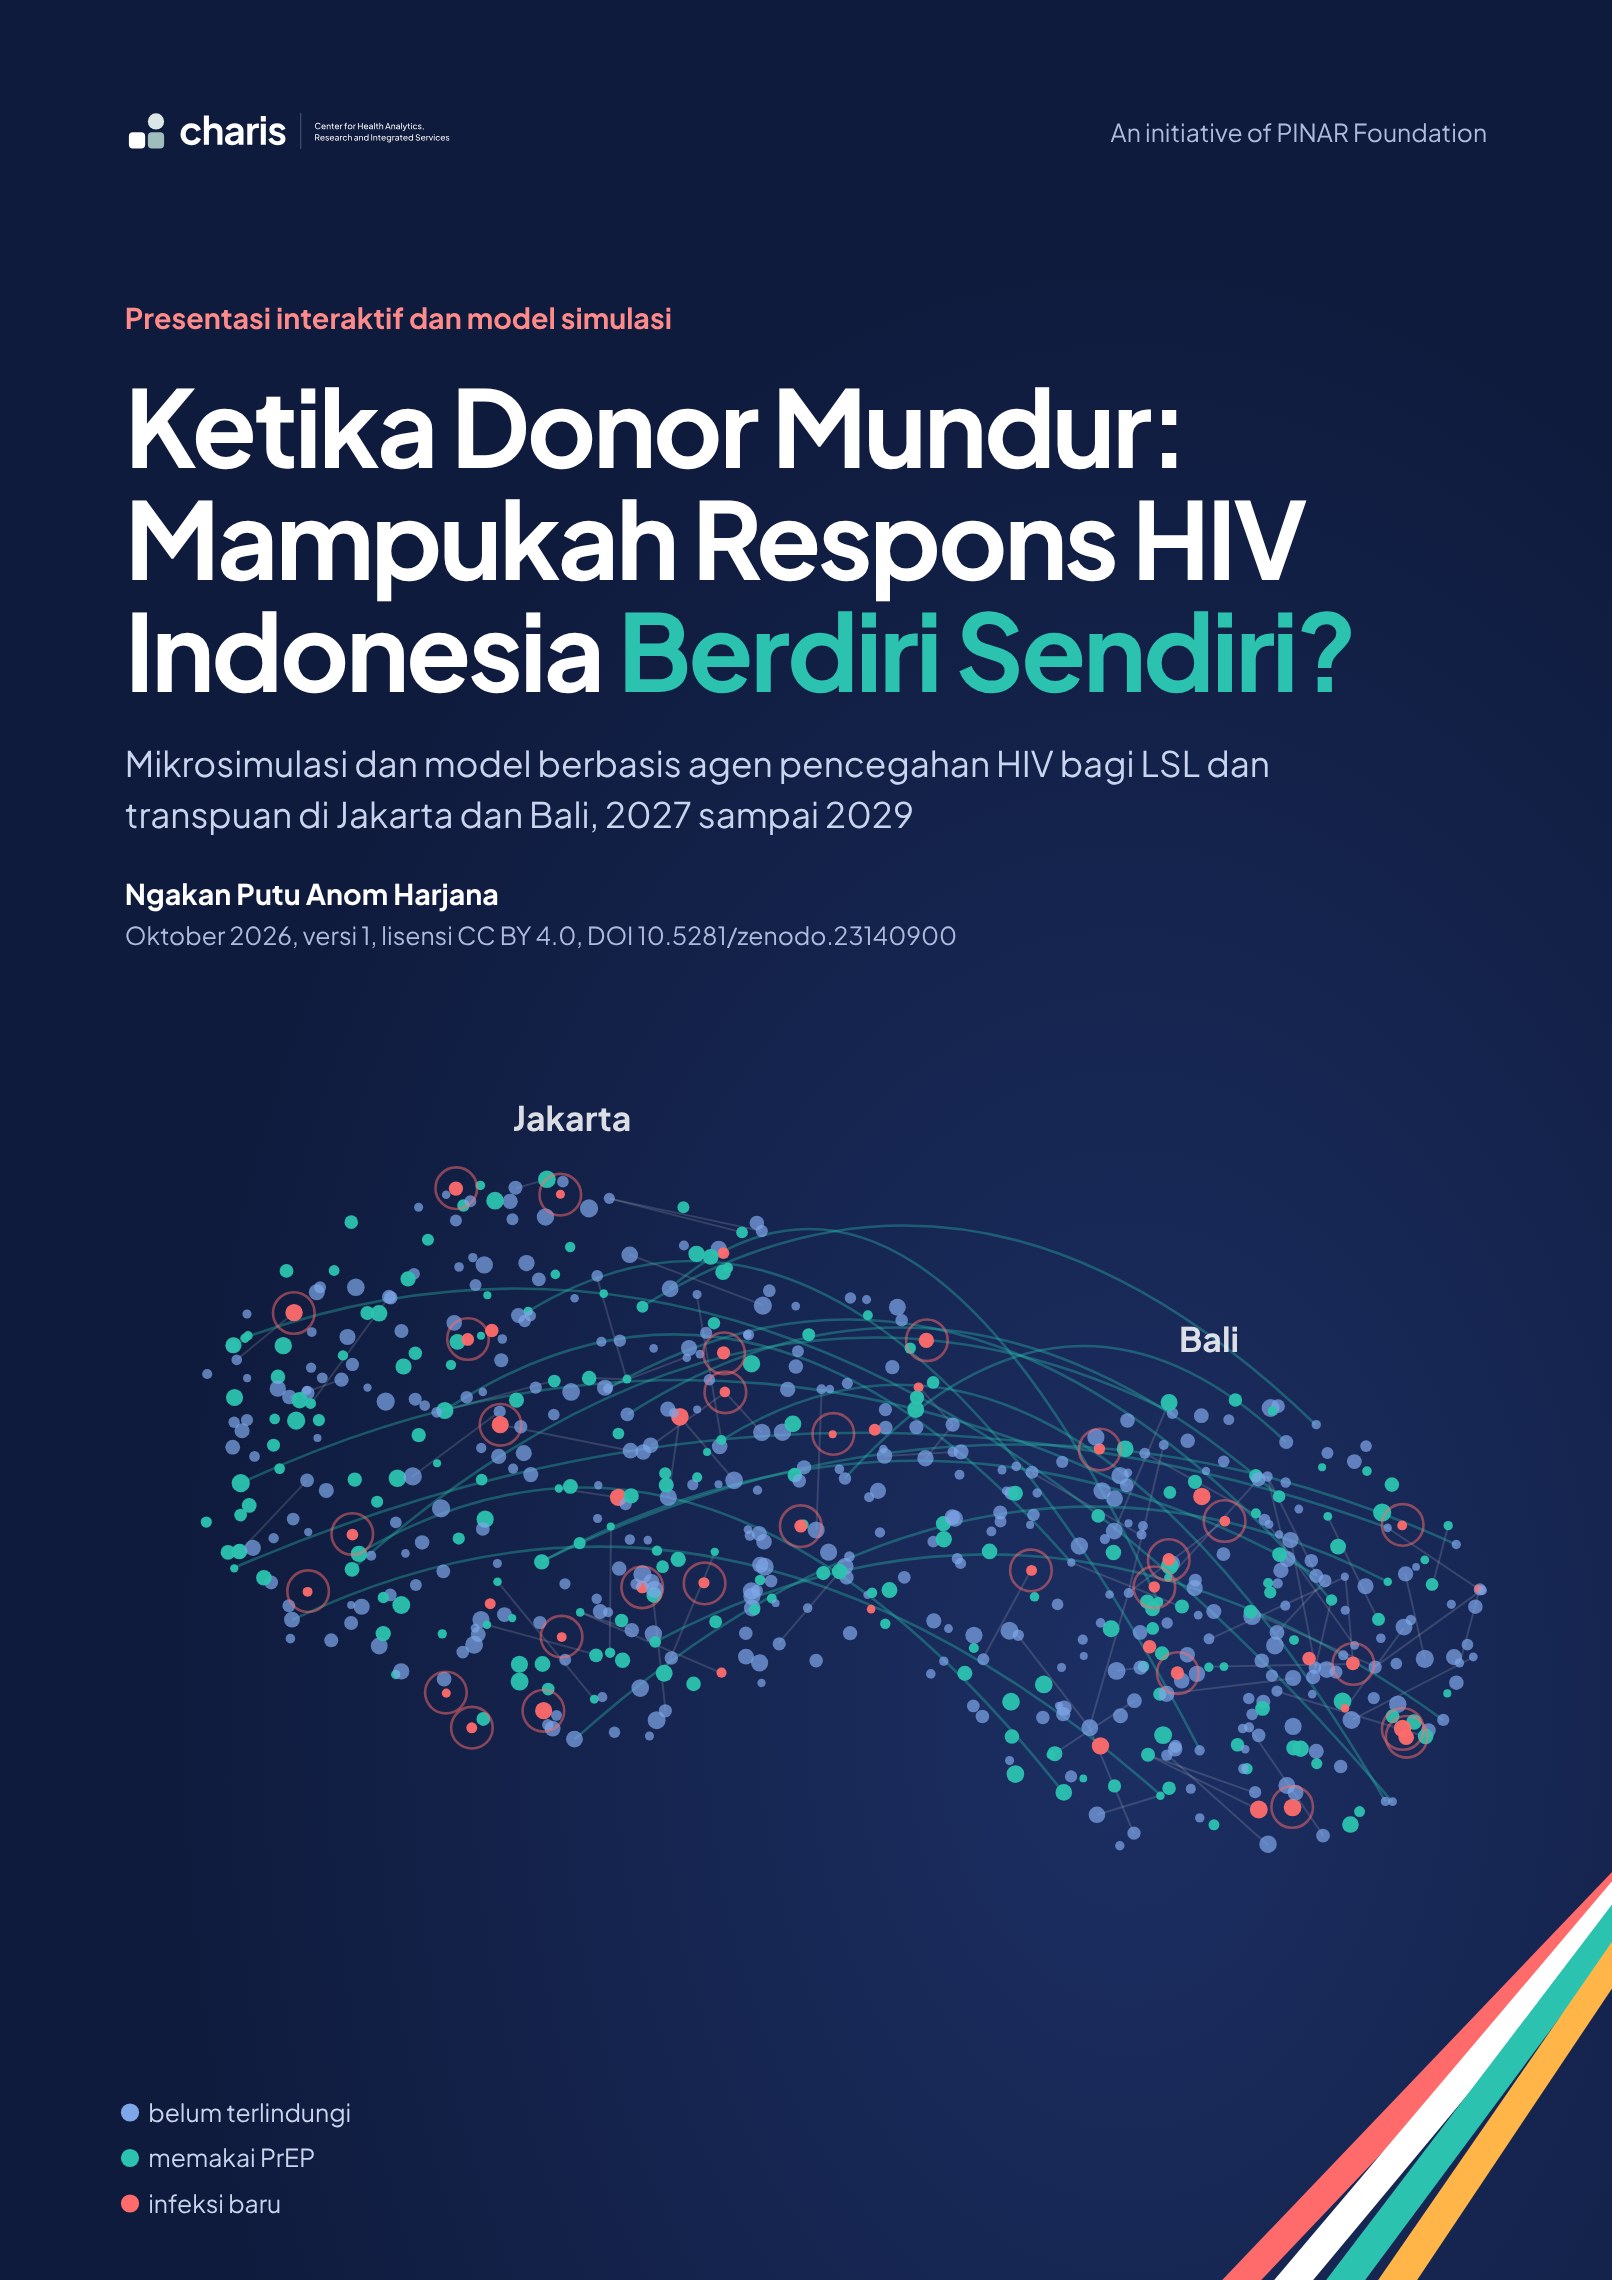 charis
Center for Health Analytics,
Research and Integrated Services
An initiative of PINAR Foundation
Presentasi interaktif dan model simulasi
Ketika Donor Mundur:
Mampukah Respons HIV
Indonesia Berdiri Sendiri?
Mikrosimulasi dan model berbasis agen pencegahan HIV bagi LSL dan
transpuan di Jakarta dan Bali, 2027 sampai 2029
Ngakan Putu Anom Harjana
Oktober 2026, versi 1, lisensi CC BY 4.0, DOI 10.5281/zenodo.23140900
Jakarta
Bali
belum terlindungi
memakai PrEP
infeksi baru